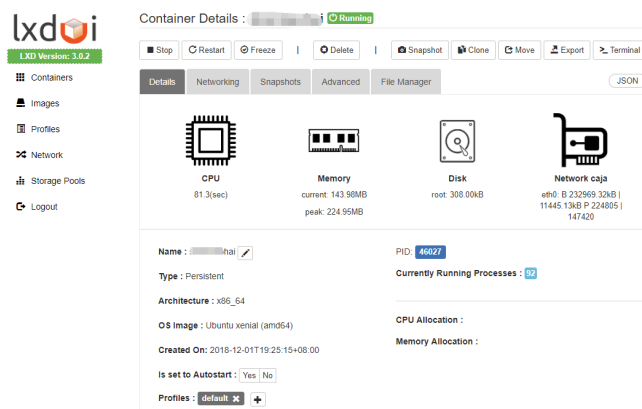 lxdui
LXD Version: 3.0.2
Containers
Images
Profiles
Network
Storage Pools
Logout
Container Details : Running
Stop Restart Freeze | Delete | Snapshot Clone Move Export Terminal
Details Networking Snapshots Advanced File Manager
JSON
CPU
81.3(sec)
Memory
current: 143.98MB
peak: 224.95MB
Disk
root: 308.00kB
Network caja
eth0: B 232969.32kB |
11445.13kB P 224805 |
147420
Name : hai
Type : Persistent
Architecture : x86_64
OS Image : Ubuntu xenial (amd64)
Created On: 2018-12-01T19:25:15+08:00
Is set to Autostart : Yes No
Profiles : default
PID: 46027
Currently Running Processes : 92
CPU Allocation :
Memory Allocation :